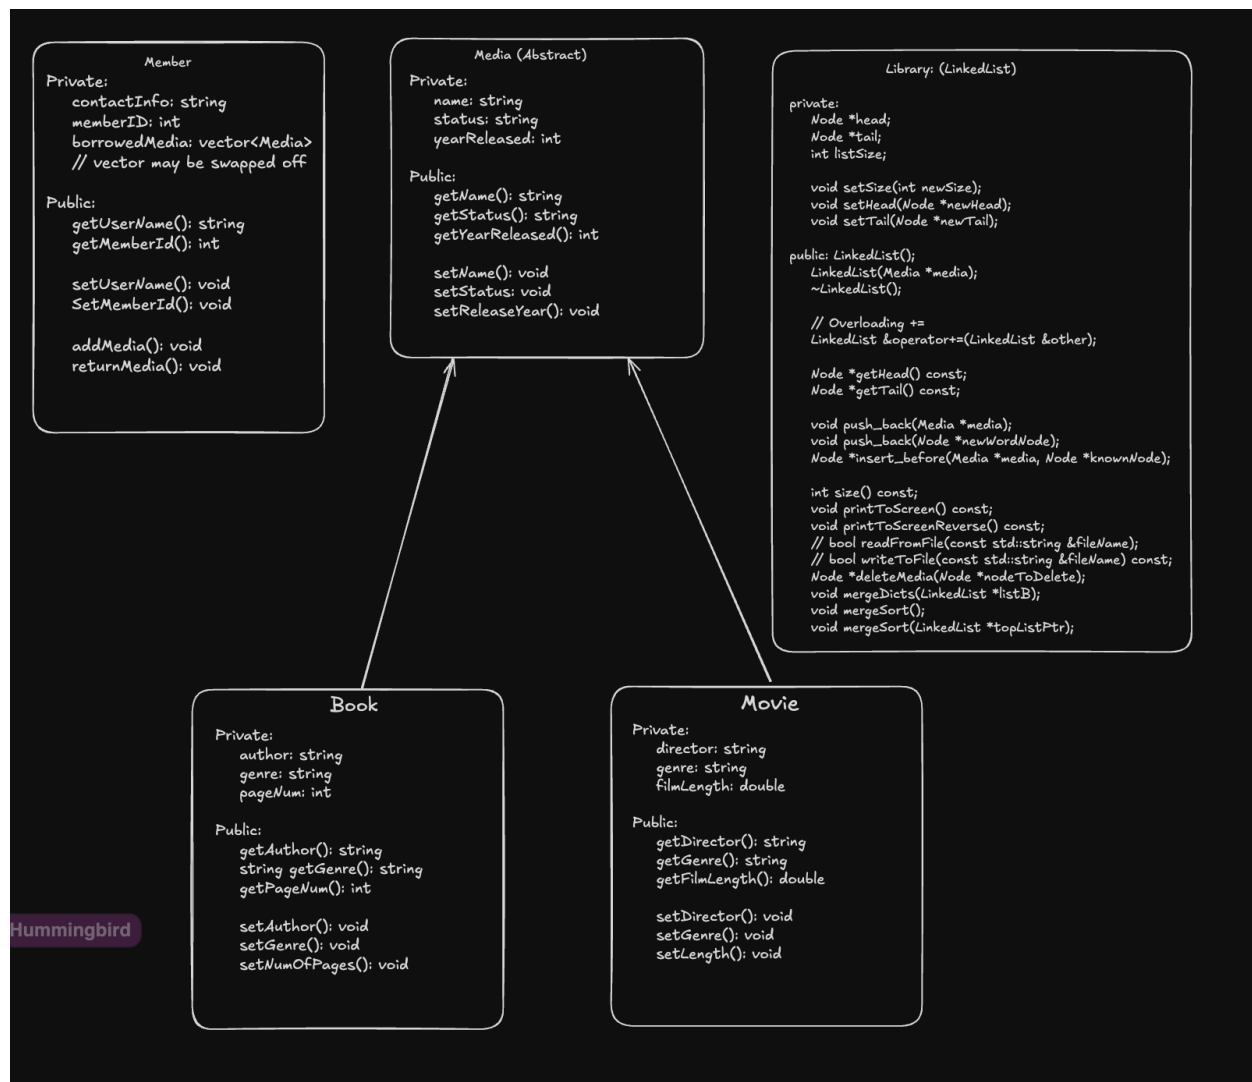 Member
Private:
contactInfo: string
memberID: int
borrowedMedia: vector<Media>
// vector may be swapped off
Public:
getUserName(): string
getMemberId(): int
setUserName(): void
SetMemberId(): void
addMedia(): void
returnMedia(): void
Media (Abstract)
Private:
name: string
status: string
yearReleased: int
Public:
getName(): string
getStatus(): string
getYearReleased(): int
setName(): void
setStatus: void
setReleaseYear(): void
Library: (LinkedList)
private:
Node *head;
Node *tail;
int listSize;
void setSize(int newSize);
void setHead(Node *newHead);
void setTail(Node *newTail);
public: LinkedList();
LinkedList(Media *media);
~LinkedList();
// Overloading +=
LinkedList &operator+=(LinkedList &other);
Node *getHead() const;
Node *getTail() const;
void push_back(Media *media);
void push_back(Node *newWordNode);
Node *insert_before(Media *media, Node *knownNode);
int size() const;
void printToScreen() const;
void printToScreenReverse() const;
// bool readFromFile(const std::string &fileName);
// bool writeToFile(const std::string &fileName) const;
Node *deleteMedia(Node *nodeToDelete);
void mergeDicts(LinkedList *listB);
void mergeSort();
void mergeSort(LinkedList *topListPtr);
Book
Private:
author: string
genre: string
pageNum: int
Public:
getAuthor(): string
string getGenre(): string
getPageNum(): int
setAuthor(): void
setGenre(): void
setNumOfPages(): void
Movie
Private:
director: string
genre: string
filmLength: double
Public:
getDirector(): string
getGenre(): string
getFilmLength(): double
setDirector(): void
setGenre(): void
setLength(): void
Hummingbird